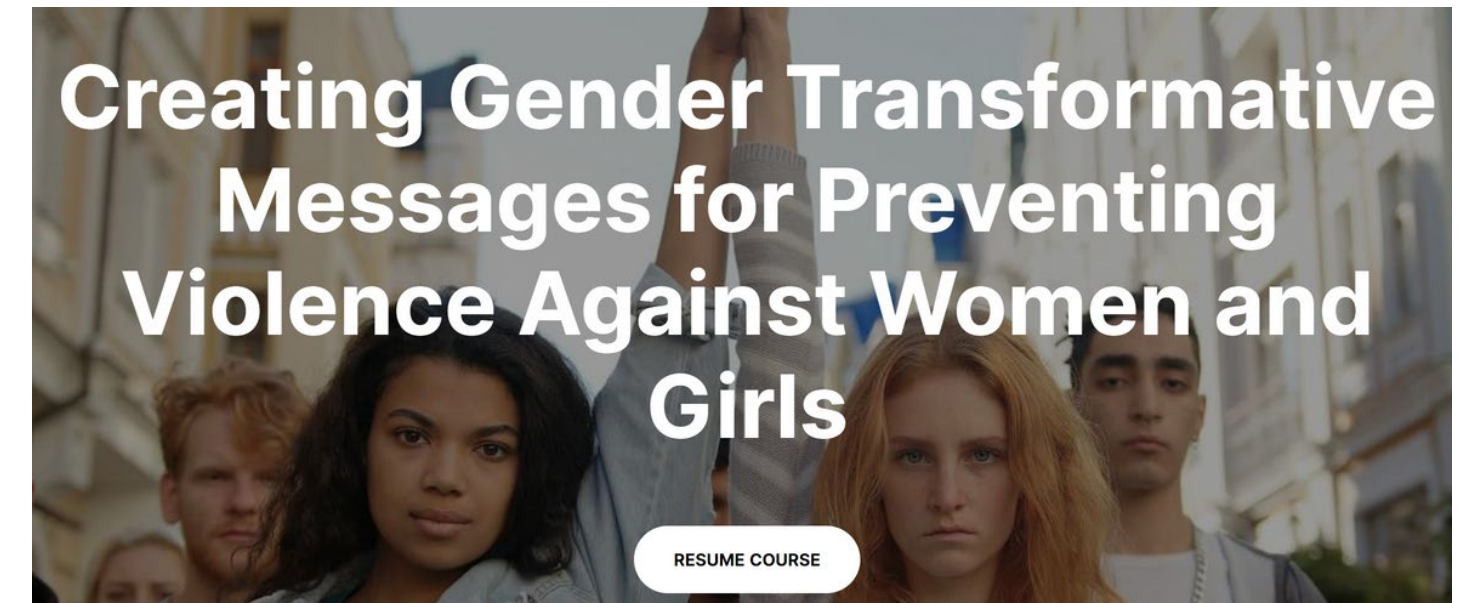 Creating Gender Transformative
Messages for Preventing
Violence Against Women and
Girls
RESUME COURSE